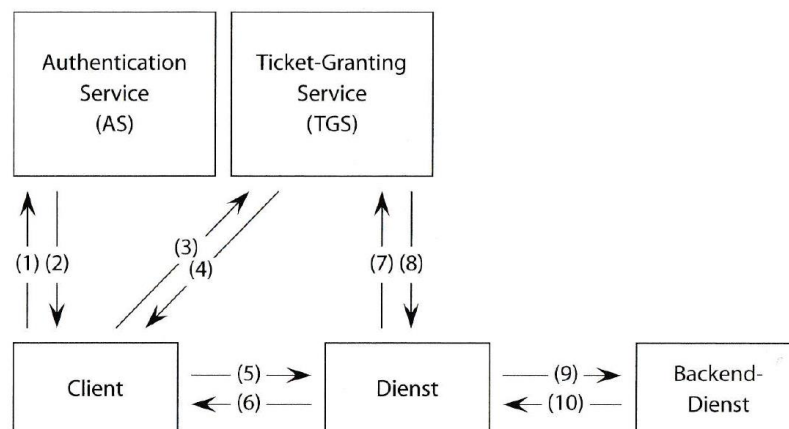 Authentication
Service
(AS)
Ticket-Granting
Service
(TGS)
(1) (2)
(3)
(4)
(7) (8)
Client
(5)
(6)
Dienst
(9)
(10)
Backend-
Dienst